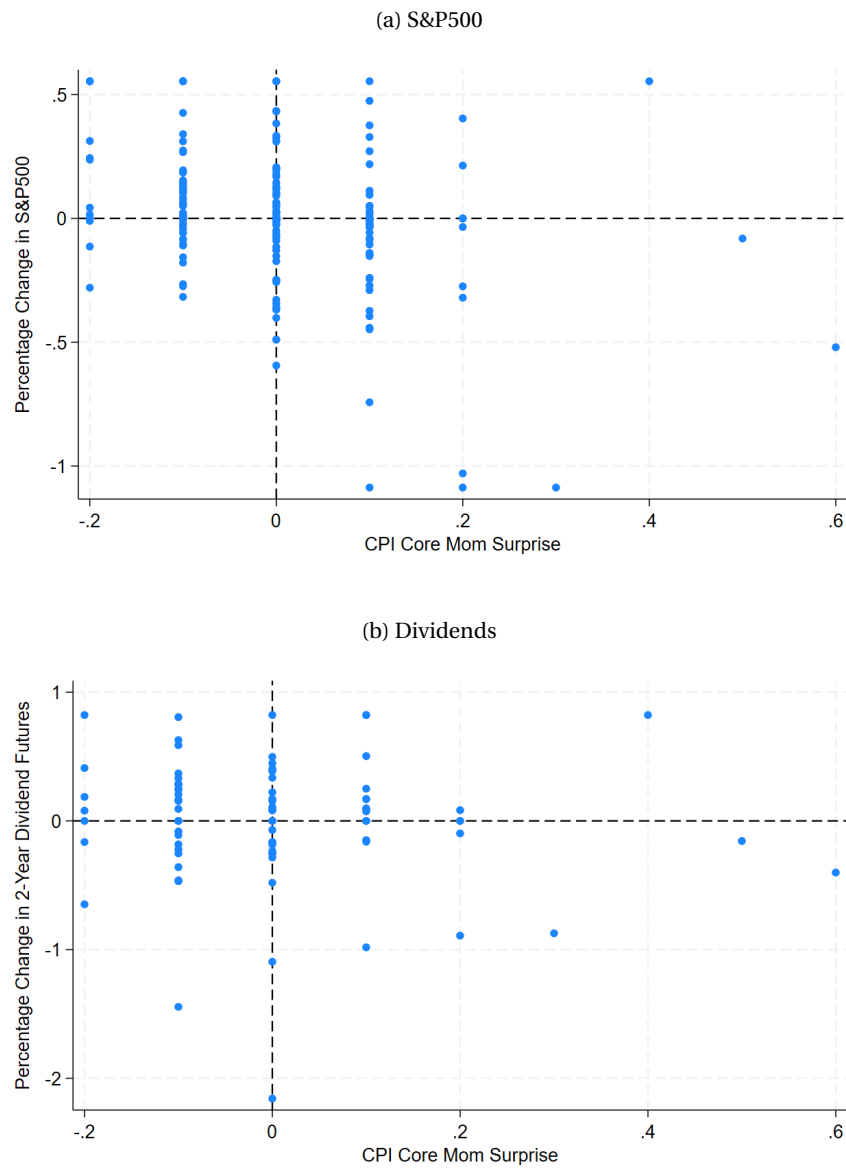 (a) S&P500
.5
0
-.5
-1
Percentage Change in S&P500
-.2 0 .2 .4 .6
CPI Core Mom Surprise
(b) Dividends
1
0
-1
-2
Percentage Change in 2-Year Dividend Futures
-.2 0 .2 .4 .6
CPI Core Mom Surprise